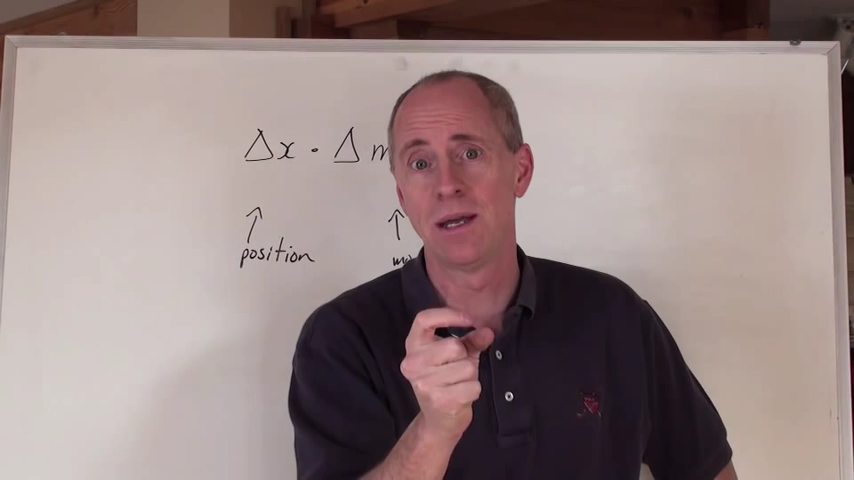 Δx · Δm
↑ ↑
position